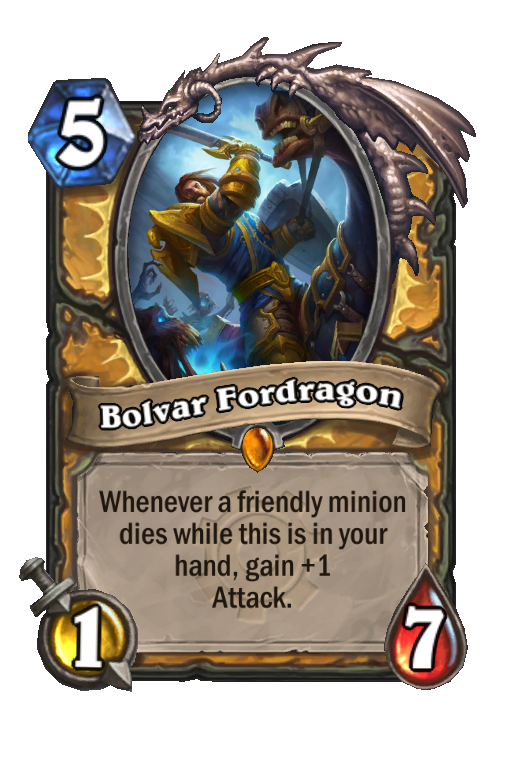 5
Bolvar Fordragon
Whenever a friendly minion
dies while this is in your
hand, gain +1
Attack.
1
7